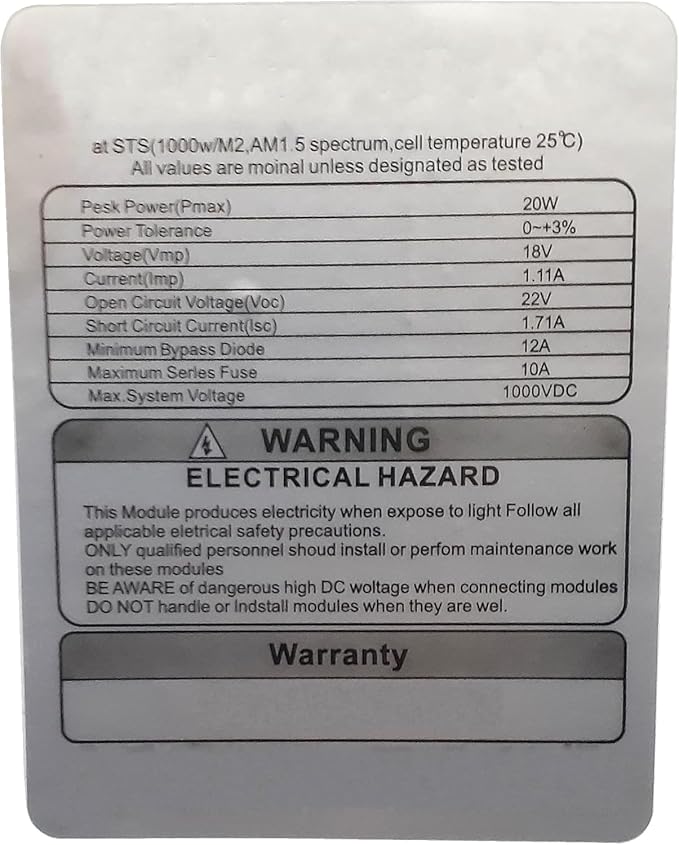 at STS(1000w/M2,AM1.5 spectrum,cell temperature 25℃)
All values are moinal unless designated as tested
Pesk Power(Pmax) 20W
Power Tolerance 0~+3%
Voltage(Vmp) 18V
Current(Imp) 1.11A
Open Circuit Voltage(Voc) 22V
Short Circuit Current(Isc) 1.71A
Minimum Bypass Diode 12A
Maximum Series Fuse 10A
Max.System Voltage 1000VDC
WARNING
ELECTRICAL HAZARD
This Module produces electricity when expose to light Follow all
applicable eletrical safety precautions.
ONLY qualified personnel shoud install or perfom maintenance work
on these modules
BE AWARE of dangerous high DC woltage when connecting modules
DO NOT handle or Indstall modules when they are wel.
Warranty